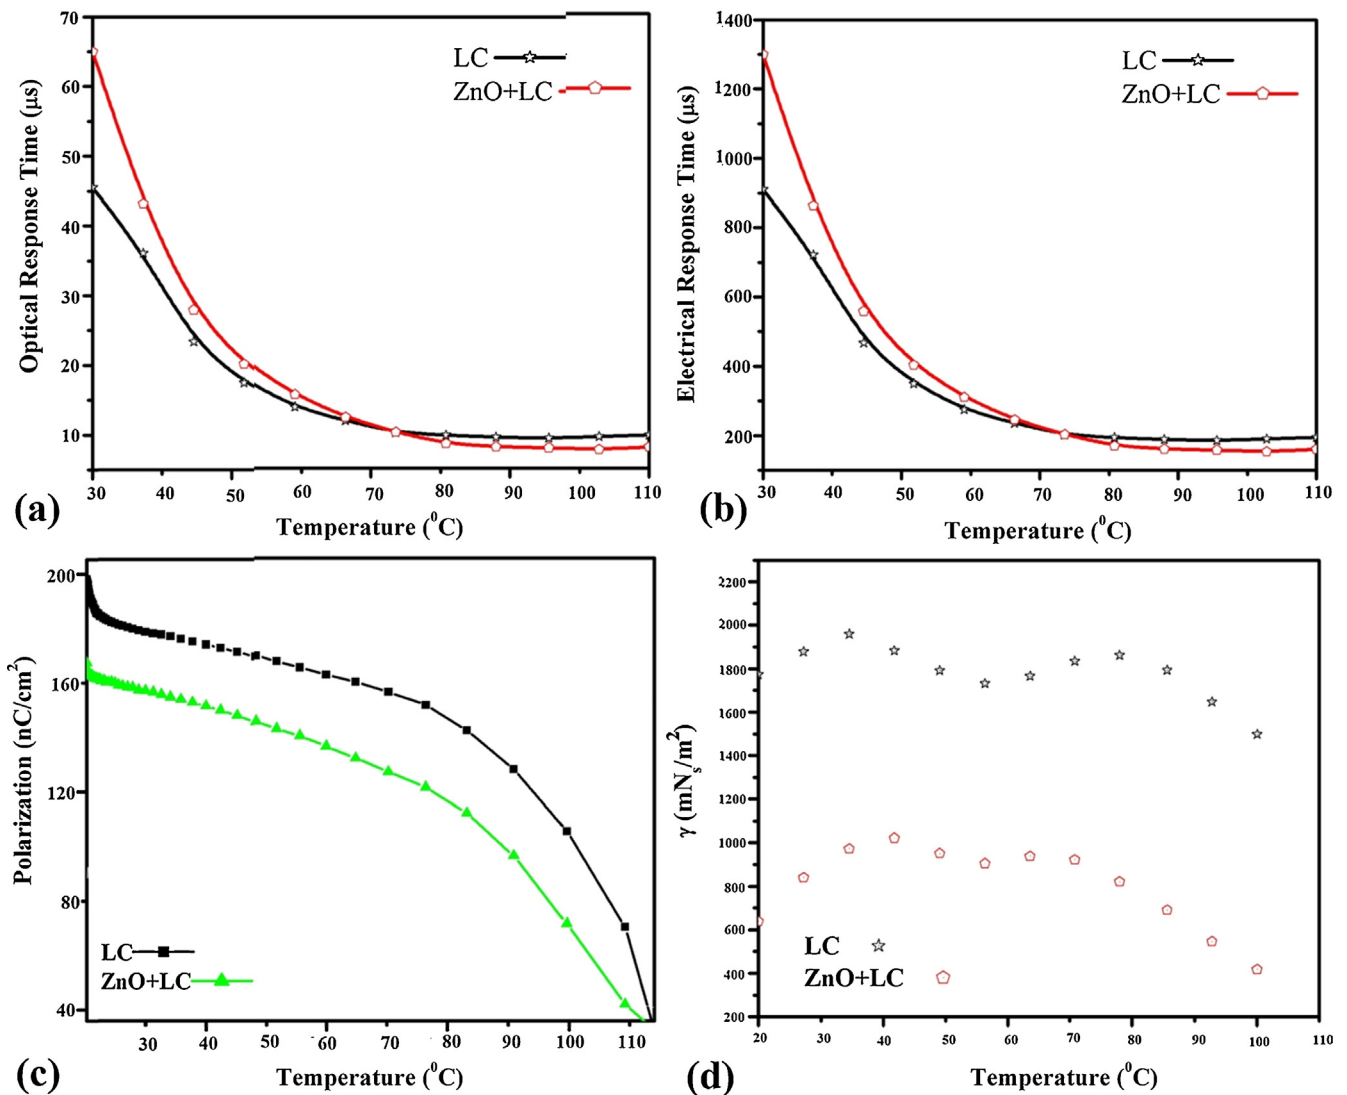 70
60
50
40
30
20
10
Optical Response Time (μs)
LC
ZnO+LC
30 40 50 60 70 80 90 100 110
Temperature (⁰C)
(a)
1400
1200
1000
800
600
400
200
Electrical Response Time (μs)
LC
ZnO+LC
30 40 50 60 70 80 90 100 110
Temperature (⁰C)
(b)
200
160
120
80
40
Polarization (nC/cm²)
LC
ZnO+LC
30 40 50 60 70 80 90 100 110
Temperature (⁰C)
(c)
2200
2000
1800
1600
1400
1200
1000
800
600
400
200
γ (mNₛ/m²)
LC
ZnO+LC
20 30 40 50 60 70 80 90 100 110
Temperature (⁰C)
(d)